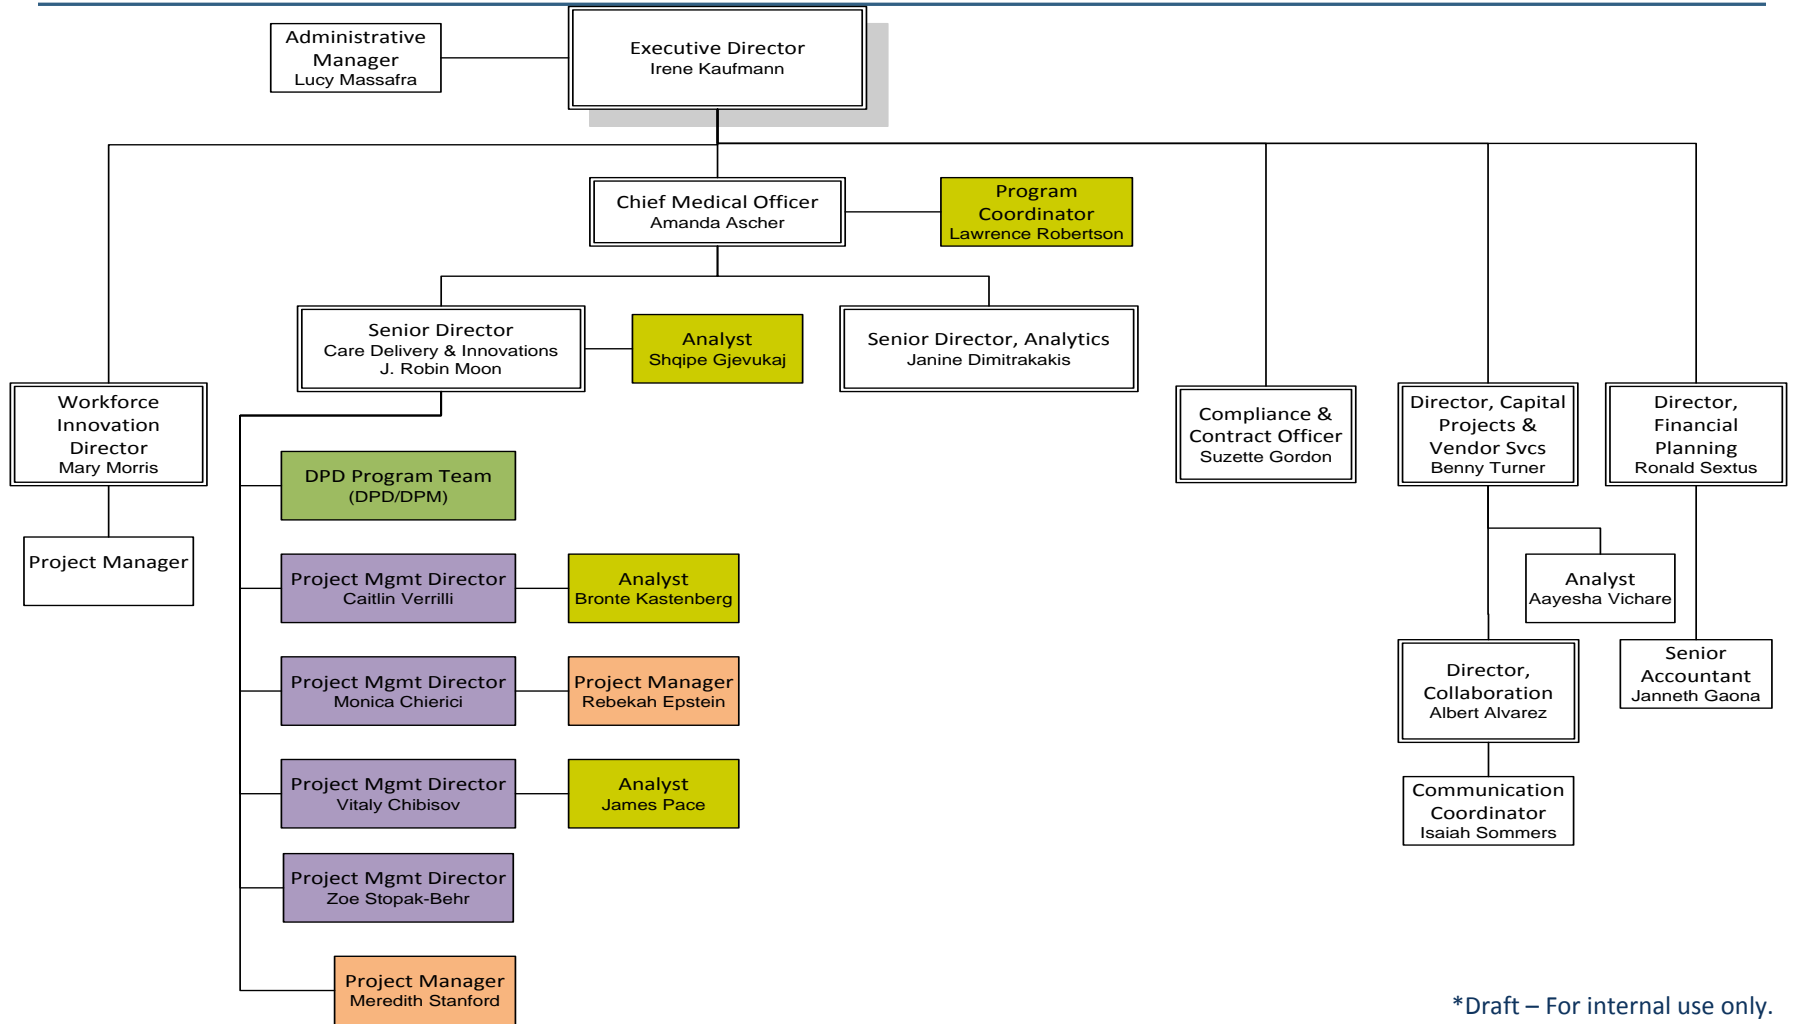 Administrative
Manager
Lucy Massafra
Executive Director
Irene Kaufmann
Chief Medical Officer
Amanda Ascher
Program
Coordinator
Lawrence Robertson
Senior Director
Care Delivery & Innovations
J. Robin Moon
Analyst
Shqipe Gjevukaj
Senior Director, Analytics
Janine Dimitrakakis
Workforce
Innovation
Director
Mary Morris
Compliance &
Contract Officer
Suzette Gordon
Director, Capital
Projects &
Vendor Svcs
Benny Turner
Director,
Financial
Planning
Ronald Sextus
DPD Program Team
(DPD/DPM)
Project Manager
Project Mgmt Director
Caitlin Verrilli
Analyst
Bronte Kastenberg
Analyst
Aayesha Vichare
Project Mgmt Director
Monica Chierici
Project Manager
Rebekah Epstein
Director,
Collaboration
Albert Alvarez
Senior
Accountant
Janneth Gaona
Project Mgmt Director
Vitaly Chibisov
Analyst
James Pace
Communication
Coordinator
Isaiah Sommers
Project Mgmt Director
Zoe Stopak-Behr
Project Manager
Meredith Stanford
*Draft – For internal use only.